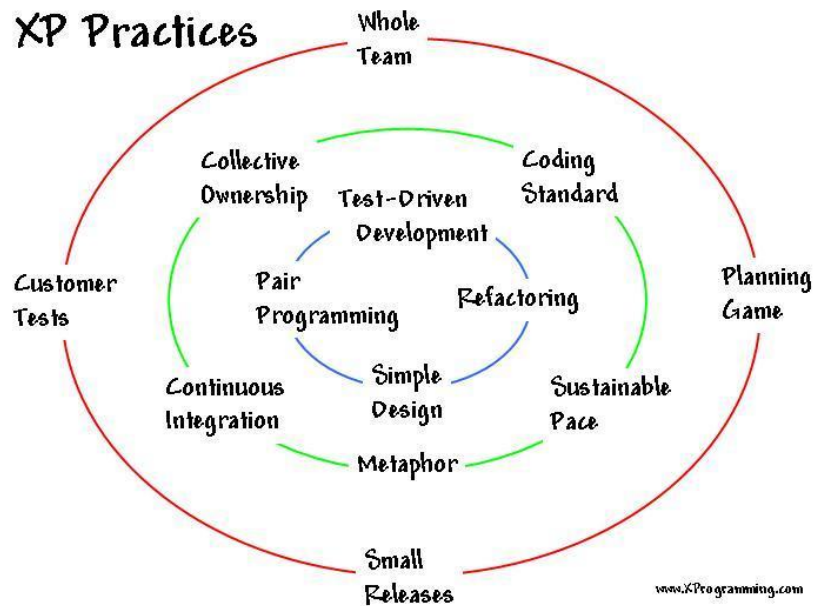 XP Practices
Whole
Team
Collective
Ownership
Coding
Standard
Test-Driven
Development
Customer
Tests
Pair
Programming
Refactoring
Planning
Game
Continuous
Integration
Simple
Design
Sustainable
Pace
Metaphor
Small
Releases
www.XProgramming.com